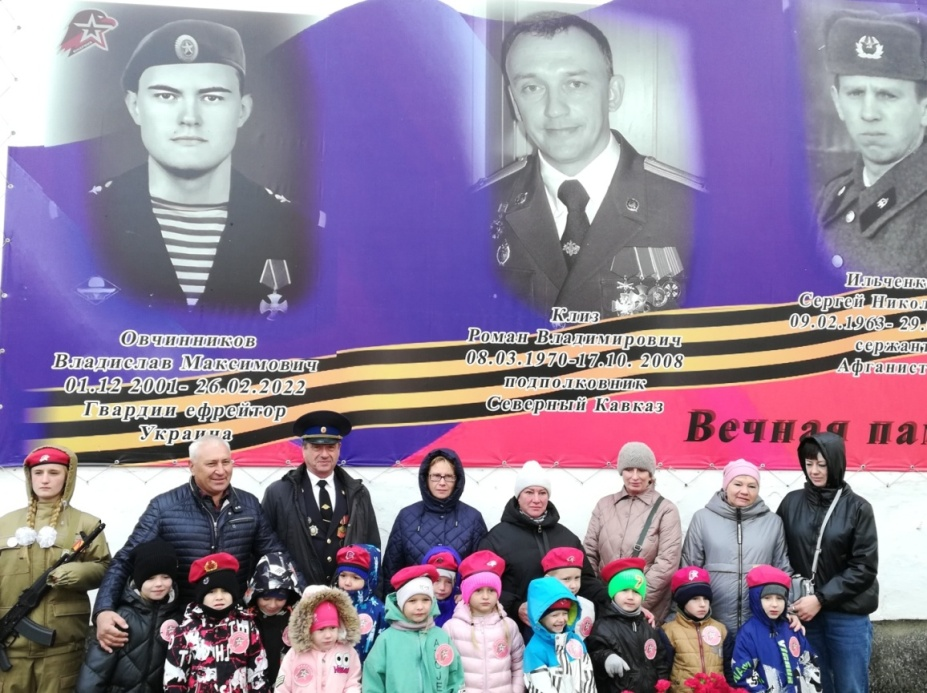 Овчинников
Владислав Максимович
01.12 2001- 26.02.2022
Гвардии ефрейтор
Украина
Клиз
Роман Владимирович
08.03.1970-17.10. 2008
подполковник
Северный Кавказ
Ильченк
Сергей Никол
09.02.1963- 29.
сержант
Афганист
Вечная пам